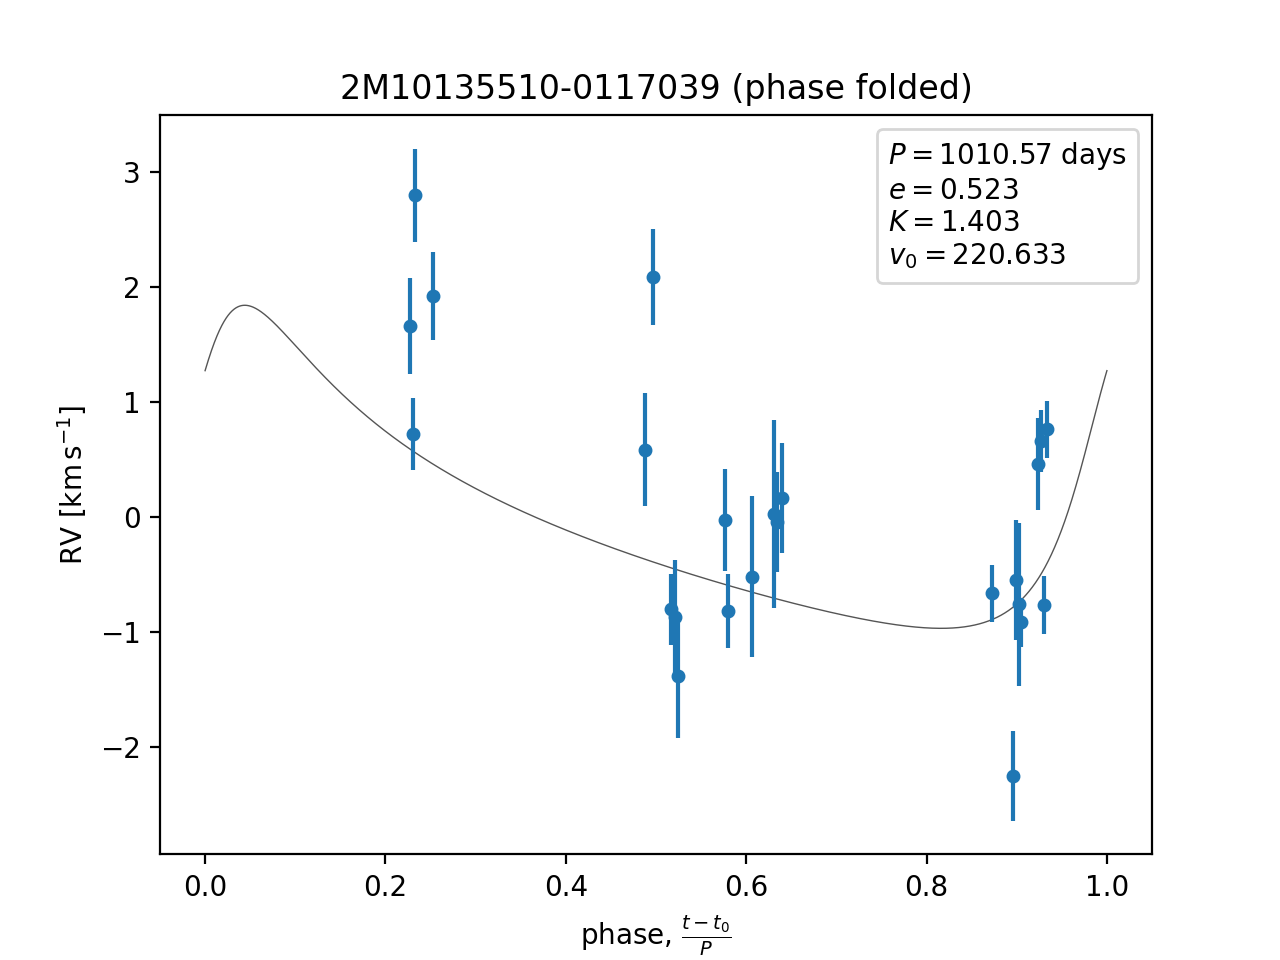 2M10135510-0117039 (phase folded)
P = 1010.57 days
e = 0.523
K = 1.403
v₀ = 220.633
3
2
1
0
−1
−2
RV [km s⁻¹]
0.0 0.2 0.4 0.6 0.8 1.0
phase, (t − t₀)/P